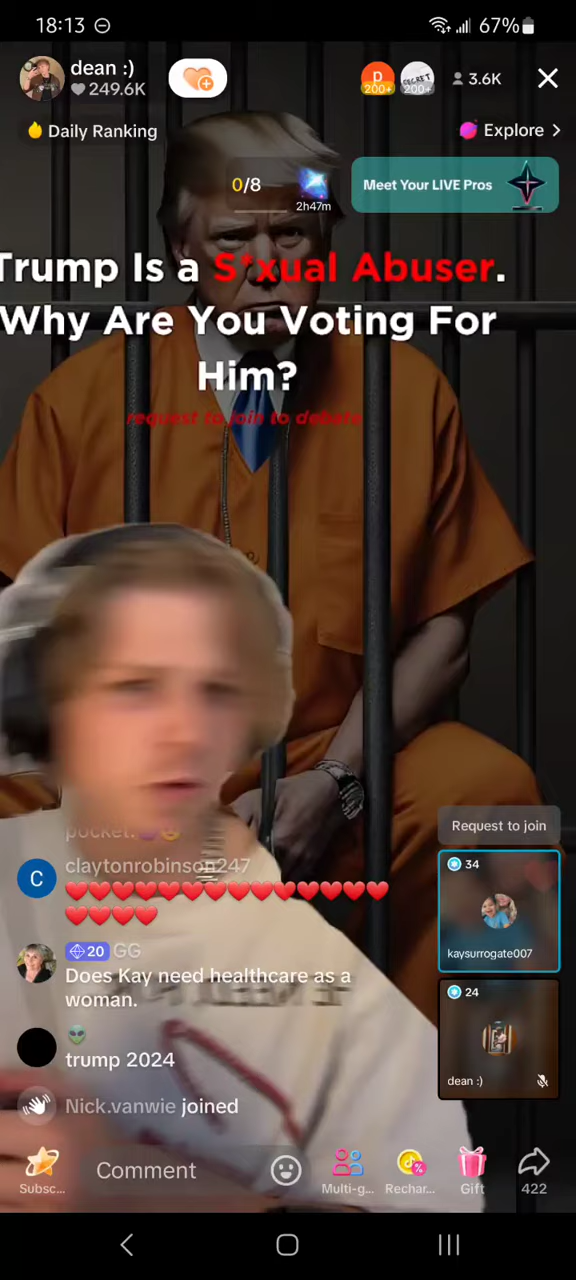 18:13
67%
dean :)
249.6K
D
200+
SECRET
200+
3.6K
Daily Ranking
Explore >
0/8
2h47m
Meet Your LIVE Pros
Trump Is a S*xual Abuser.
Why Are You Voting For
Him?
request to join to debate
pocket.
Request to join
claytonrobinson247
C
34
kaysurrogate007
20 GG
Does Kay need healthcare as a
woman.
24
dean :)
trump 2024
Nick.vanwie joined
Subsc...
Comment
Multi-g...
Rechar...
Gift
422